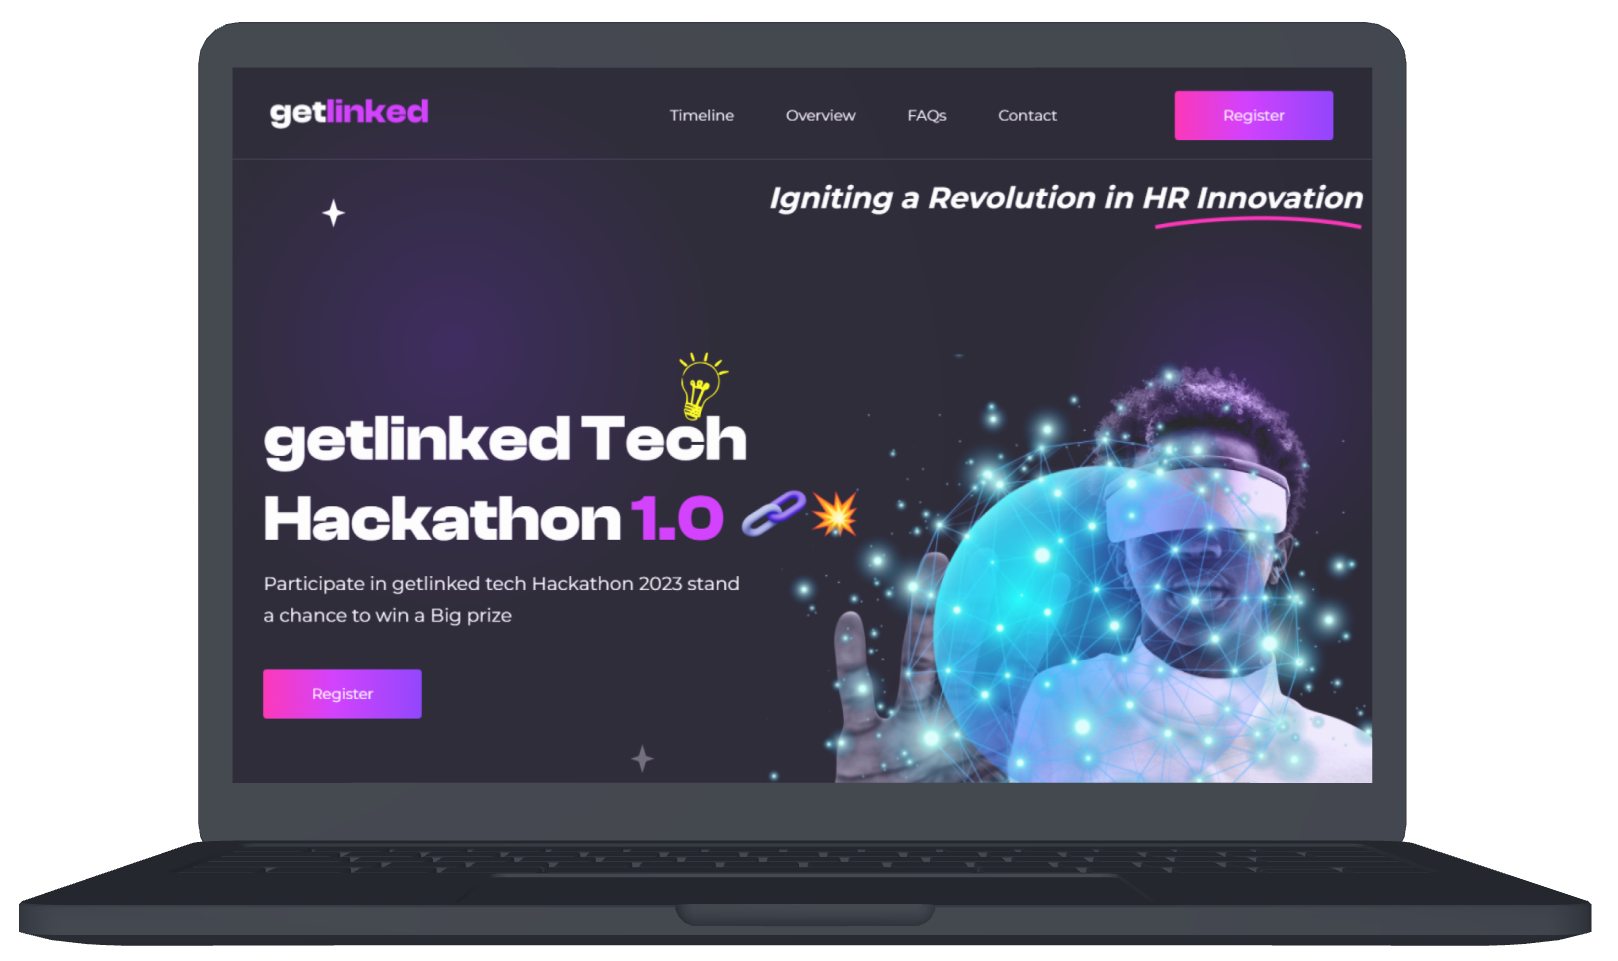 getlinked
Timeline Overview FAQs Contact Register
Igniting a Revolution in HR Innovation
getlinked Tech
Hackathon 1.0
Participate in getlinked tech Hackathon 2023 stand
a chance to win a Big prize
Register